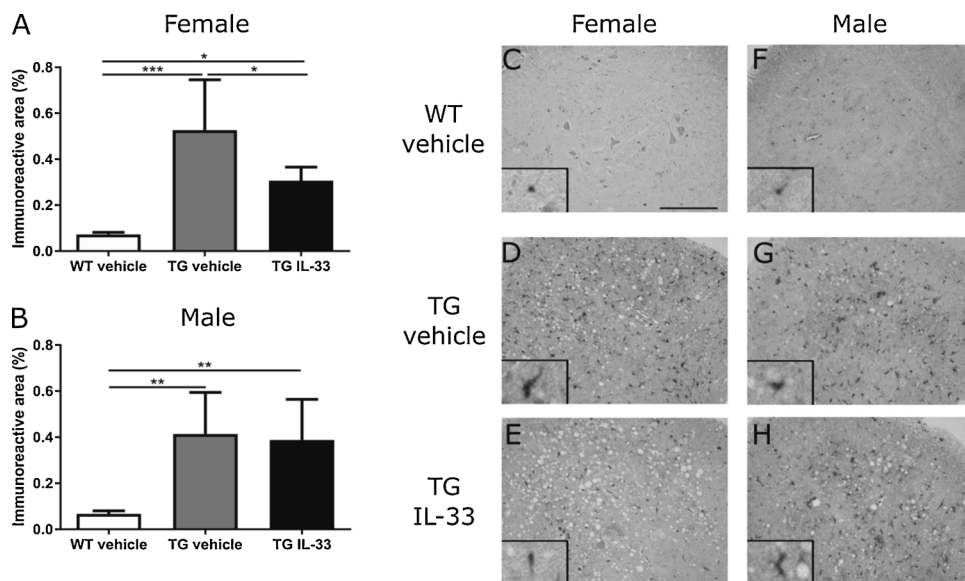 A
Female
Immunoreactive area (%)
0.8
0.6
0.4
0.2
0.0
*
***
*
WT vehicle
TG vehicle
TG IL-33
B
Male
Immunoreactive area (%)
0.8
0.6
0.4
0.2
0.0
**
**
WT vehicle
TG vehicle
TG IL-33
Female
Male
WT
vehicle
C
F
TG
vehicle
D
G
TG
IL-33
E
H